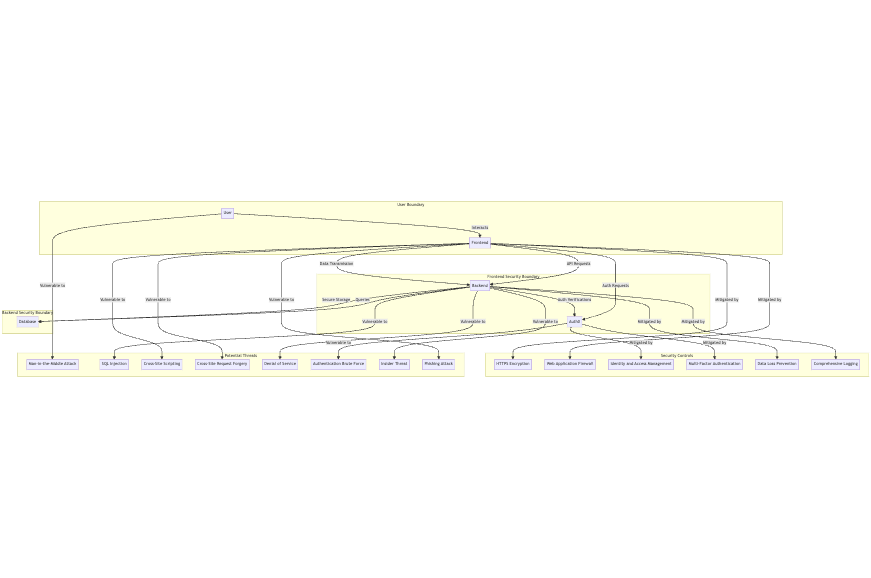 User Boundary
User
Interacts
Frontend
Data Transmission
API Requests
Frontend Security Boundary
Vulnerable to
Backend
Auth Requests
Vulnerable to
Vulnerable to
Vulnerable to
Secure Storage
Queries
Auth Verifications
Mitigated by
Mitigated by
Backend Security Boundary
Database
Vulnerable to
Vulnerable to
Vulnerable to
Auth0
Mitigated by
Mitigated by
Vulnerable to
Mitigated by
Mitigated by
Potential Threats
Security Controls
Man-in-the-Middle Attack
SQL Injection
Cross-Site Scripting
Cross-Site Request Forgery
Denial of Service
Authentication Brute Force
Insider Threat
Phishing Attack
HTTPS Encryption
Web Application Firewall
Identity and Access Management
Multi-Factor Authentication
Data Loss Prevention
Comprehensive Logging